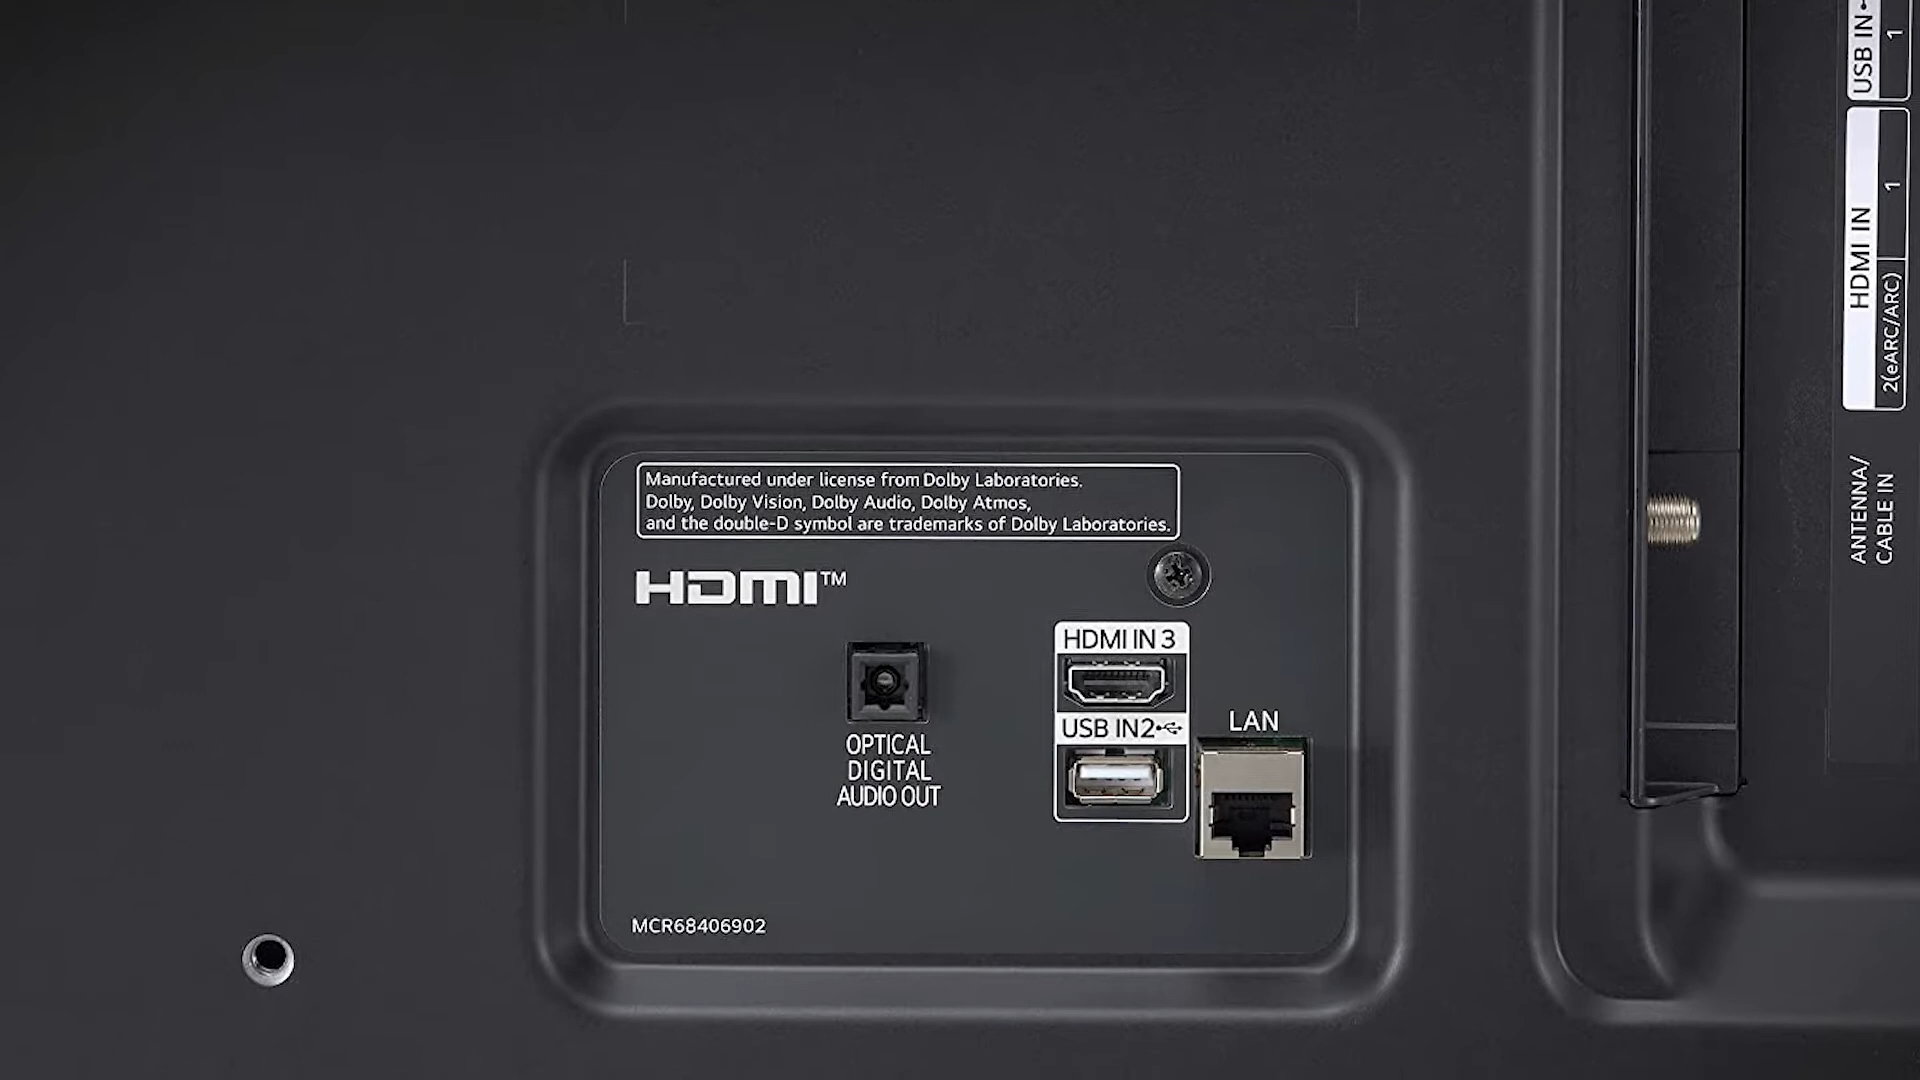 Manufactured under license from Dolby Laboratories.
Dolby, Dolby Vision, Dolby Audio, Dolby Atmos,
and the double-D symbol are trademarks of Dolby Laboratories.
HDMI™
HDMI IN 3
USB IN2
LAN
OPTICAL
DIGITAL
AUDIO OUT
MCR68406902
USB IN
1
HDMI IN
1
2(eARC/ARC)
ANTENNA/
CABLE IN